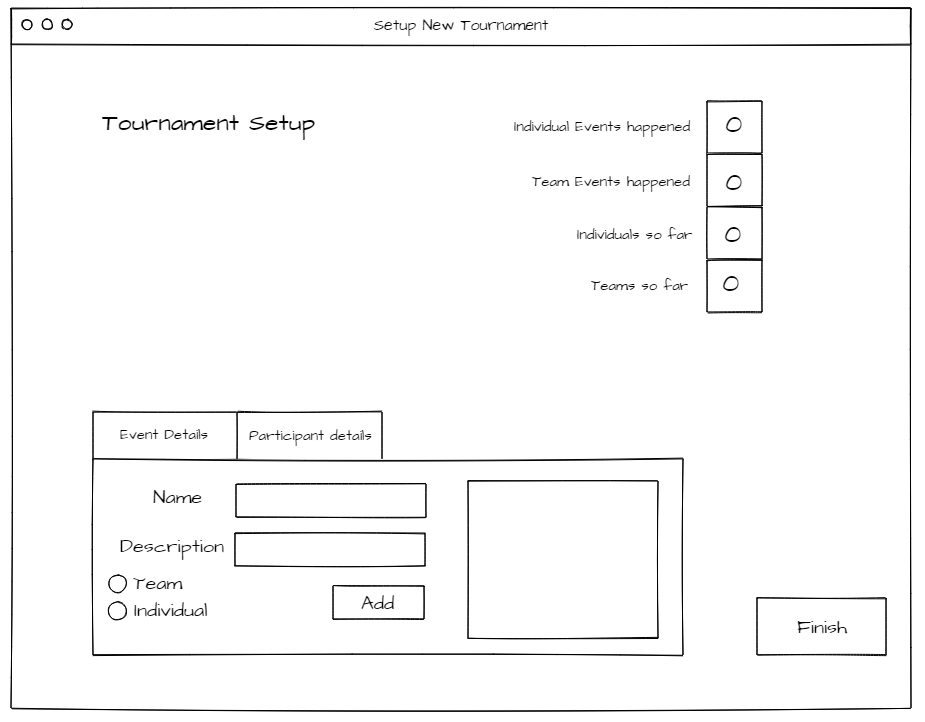 Setup New Tournament
Tournament Setup
Individual Events happened 0
Team Events happened 0
Individuals so far 0
Teams so far 0
Event Details Participant details
Name
Description
Team
Individual
Add
Finish